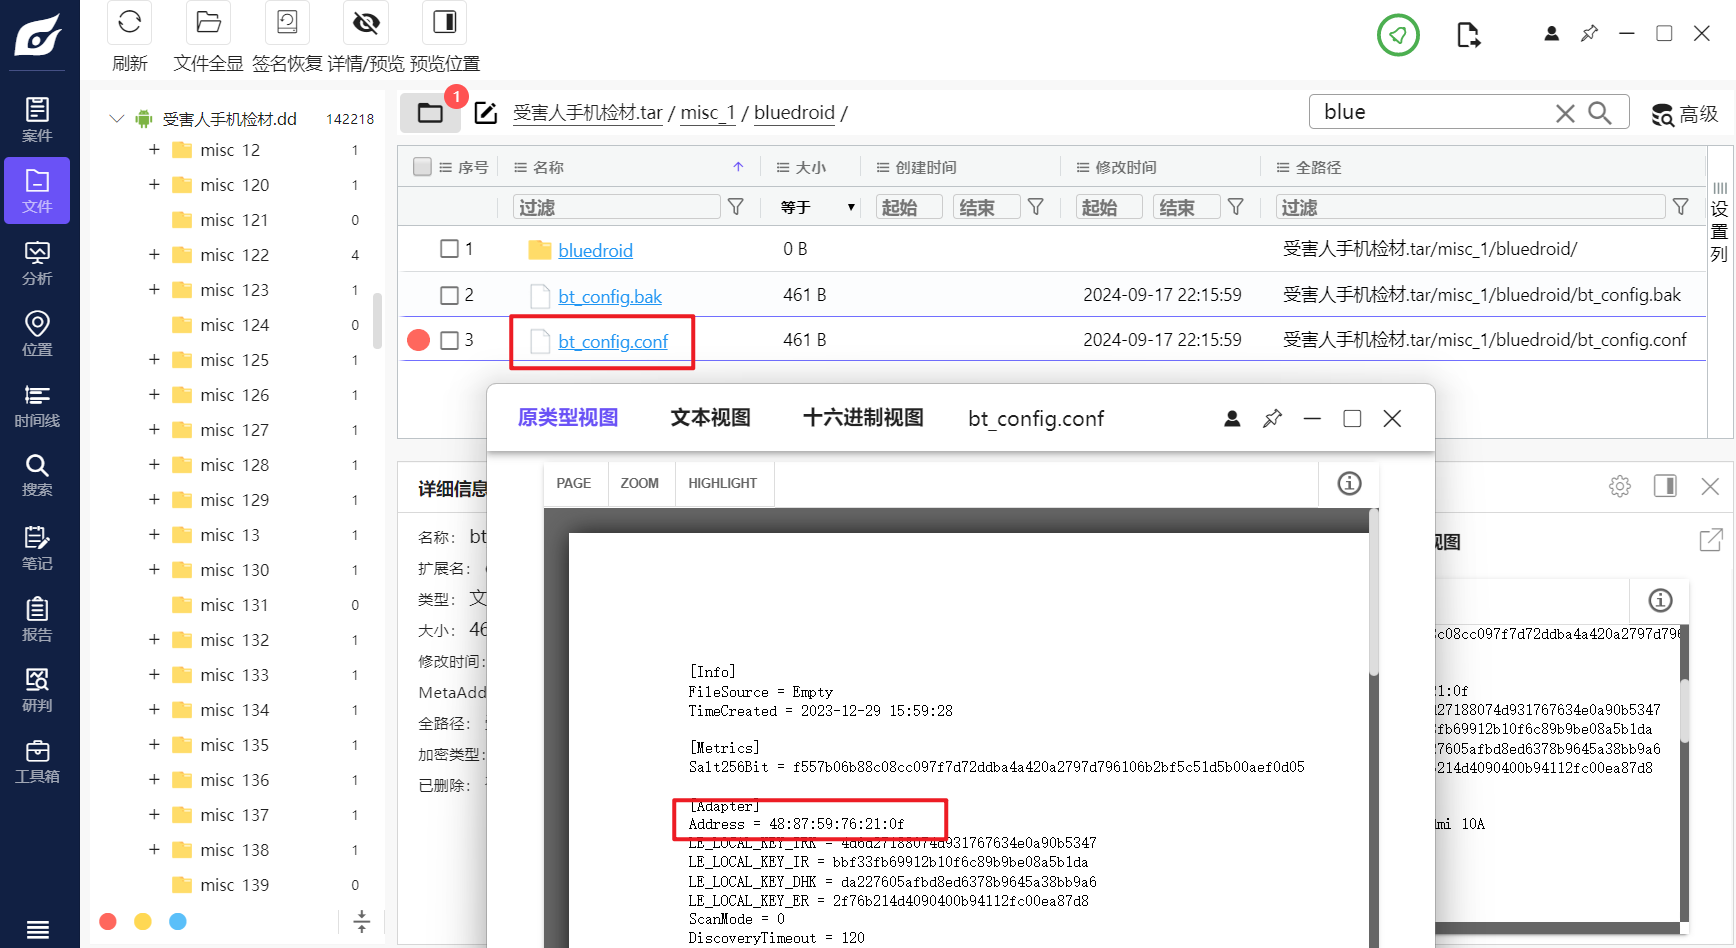 刷新
文件全显
签名恢复
详情/预览
预览位置
案件
文件
分析
位置
时间线
搜索
笔记
报告
研判
工具箱
受害人手机检材.dd 142218
misc 12 1
misc 120 1
misc 121 0
misc 122 4
misc 123 1
misc 124 0
misc 125 1
misc 126 1
misc 127 1
misc 128 1
misc 129 1
misc 13 1
misc 130 1
misc 131 0
misc 132 1
misc 133 1
misc 134 1
misc 135 1
misc 136 1
misc 137 1
misc 138 1
misc 139 0
1
受害人手机检材.tar / misc_1 / bluedroid /
blue
高级
序号 名称 大小 创建时间 修改时间 全路径
过滤 等于 起始 结束 起始 结束 过滤
设置列
1 bluedroid 0 B 受害人手机检材.tar/misc_1/bluedroid/
2 bt_config.bak 461 B 2024-09-17 22:15:59 受害人手机检材.tar/misc_1/bluedroid/bt_config.bak
3 bt_config.conf 461 B 2024-09-17 22:15:59 受害人手机检材.tar/misc_1/bluedroid/bt_config.conf
详细信息
名称: bt
扩展名:
类型: 文
大小: 46
修改时间:
MetaAdd
全路径:
加密类型:
已删除:
原类型视图 文本视图 十六进制视图 bt_config.conf
PAGE ZOOM HIGHLIGHT
[Info]
FileSource = Empty
TimeCreated = 2023-12-29 15:59:28
[Metrics]
Salt256Bit = f557b06b88c08cc097f7d72ddba4a420a2797d796106b2bf5c51d5b00aef0d05
[Adapter]
Address = 48:87:59:76:21:0f
LE_LOCAL_KEY_IRK = 4d6d27188074d931767634e0a90b5347
LE_LOCAL_KEY_IR = bbf33fb69912b10f6c89b9be08a5b1da
LE_LOCAL_KEY_DHK = da227605afbd8ed6378b9645a38bb9a6
LE_LOCAL_KEY_ER = 2f76b214d4090400b94112fc00ea87d8
ScanMode = 0
DiscoveryTimeout = 120
视图
c08cc097f7d72ddba4a420a2797d796
1:0f
27188074d931767634e0a90b5347
fb69912b10f6c89b9be08a5b1da
7605afbd8ed6378b9645a38bb9a6
214d4090400b94112fc00ea87d8
mi 10A